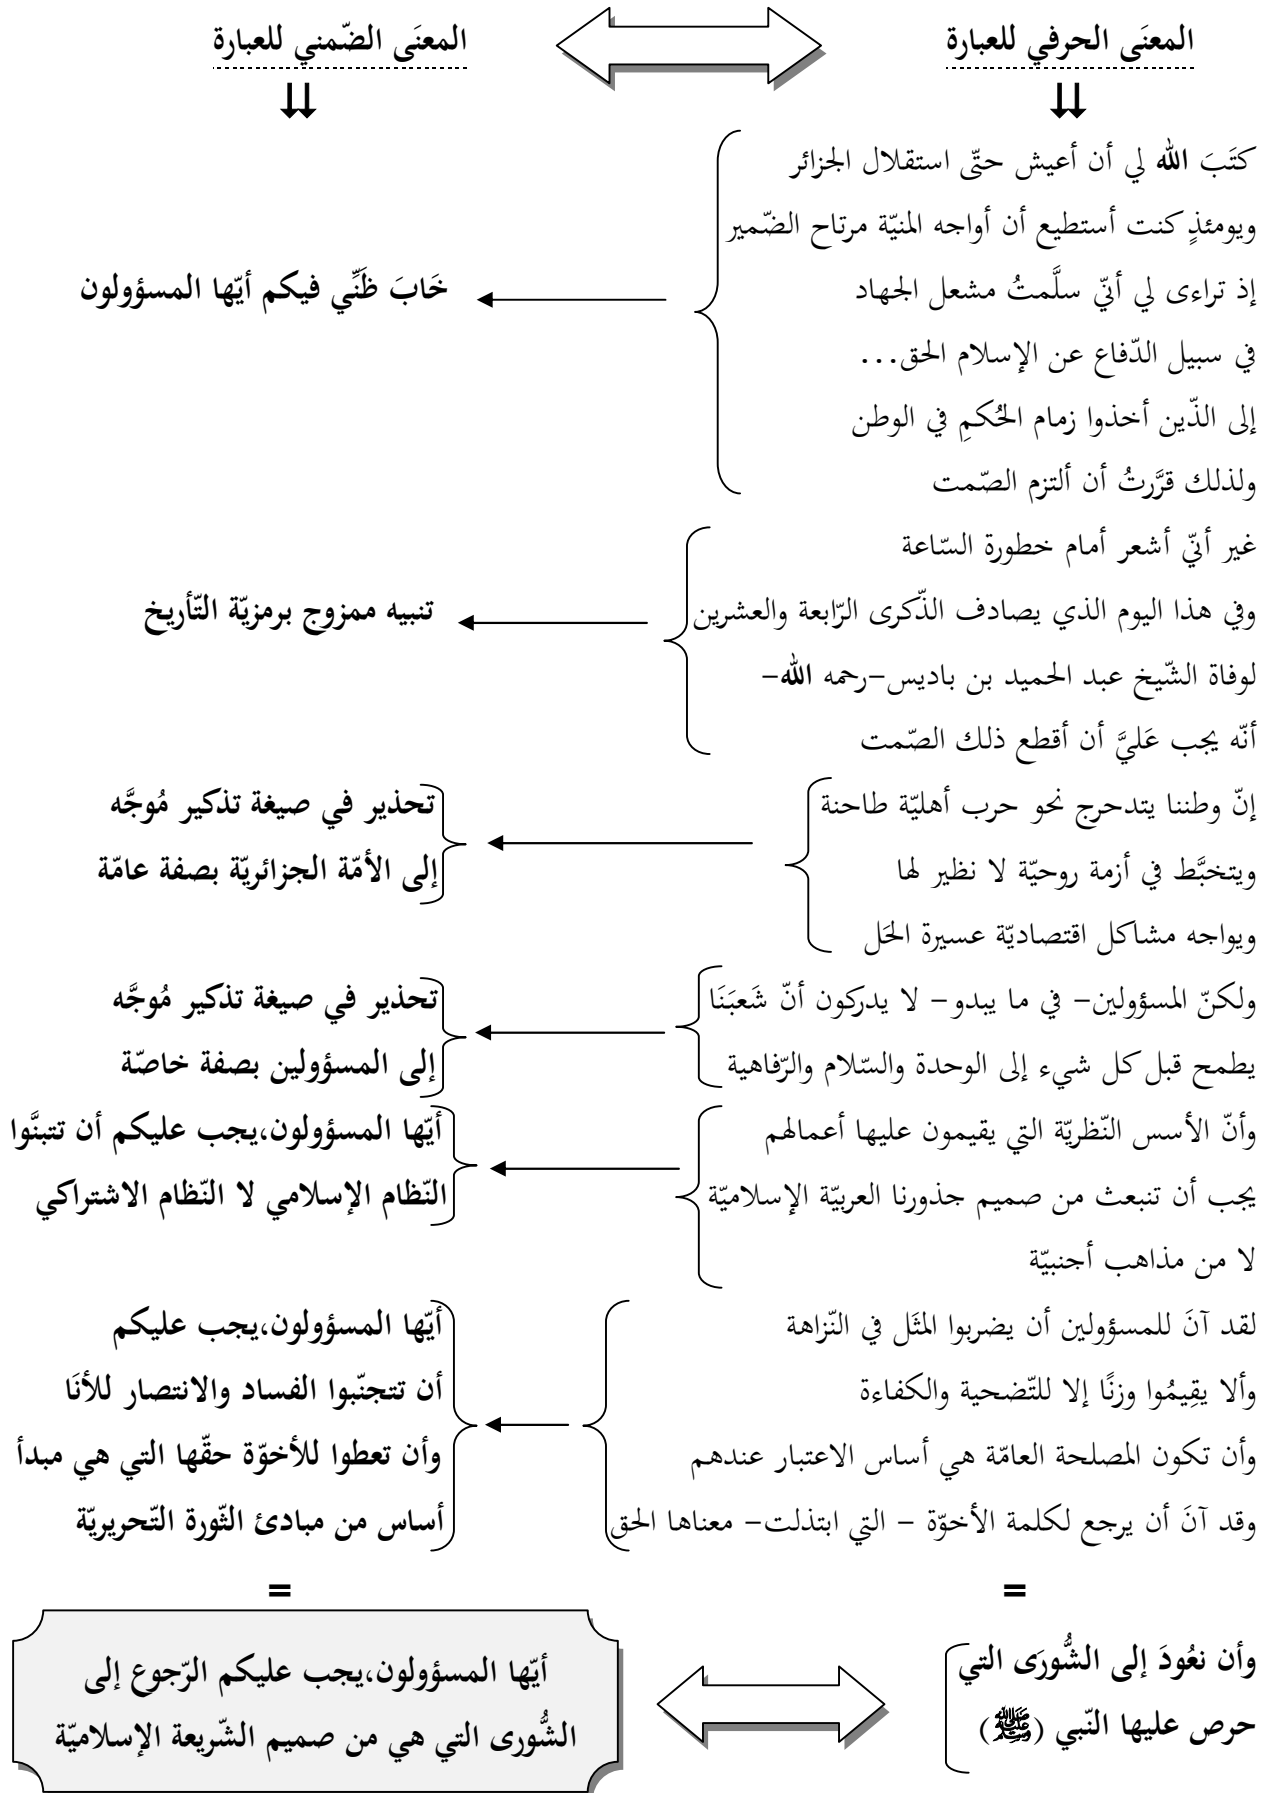 المعنَى الحرفي للعبارة
المعنَى الضّمني للعبارة
كتَبَ الله لي أن أعيش حتّى استقلال الجزائر
ويومئذٍ كنت أستطيع أن أواجه المنيّة مرتاح الضّمير
إذ تراءى لي أنّي سلَّمتُ مشعل الجهاد
في سبيل الدّفاع عن الإسلام الحق...
إلى الذّين أخذوا زمام الحُكمِ في الوطن
ولذلك قرَّرتُ أن ألتزم الصّمت
خَابَ ظَنِّي فيكم أيّها المسؤولون
غير أنّي أشعر أمام خطورة السّاعة
وفي هذا اليوم الذي يصادف الذّكرى الرّابعة والعشرين
لوفاة الشّيخ عبد الحميد بن باديس–رحمه الله–
أنّه يجب عَليَّ أن أقطع ذلك الصّمت
تنبيه ممزوج برمزيّة التّأريخ
إنّ وطننا يتدحرج نحو حرب أهليّة طاحنة
ويتخبَّط في أزمة روحيّة لا نظير لها
ويواجه مشاكل اقتصاديّة عسيرة الحَل
تحذير في صيغة تذكير مُوجَّه
إلى الأمّة الجزائريّة بصفة عامّة
ولكنّ المسؤولين– في ما يبدو– لا يدركون أنّ شَعبَنَا
يطمح قبل كل شيء إلى الوحدة والسّلام والرّفاهية
تحذير في صيغة تذكير مُوجَّه
إلى المسؤولين بصفة خاصّة
وأنّ الأسس النّظريّة التي يقيمون عليها أعمالهم
يجب أن تنبعث من صميم جذورنا العربيّة الإسلاميّة
لا من مذاهب أجنبيّة
أيّها المسؤولون،يجب عليكم أن تتبنَّوا
النّظام الإسلامي لا النّظام الاشتراكي
لقد آنَ للمسؤولين أن يضربوا المثَل في النّزاهة
وألا يقِيمُوا وزنًا إلا للتّضحية والكفاءة
وأن تكون المصلحة العامّة هي أساس الاعتبار عندهم
وقد آنَ أن يرجع لكلمة الأخوّة – التي ابتذلت– معناها الحق
أيّها المسؤولون،يجب عليكم
أن تتجنّبوا الفساد والانتصار للأنَا
وأن تعطوا للأخوّة حقّها التي هي مبدأ
أساس من مبادئ الثّورة التّحريريّة
=
=
وأن نعُودَ إلى الشُّورَى التي
حرص عليها النّبي (ﷺ)
أيّها المسؤولون،يجب عليكم الرّجوع إلى
الشُّورى التي هي من صميم الشّريعة الإسلاميّة